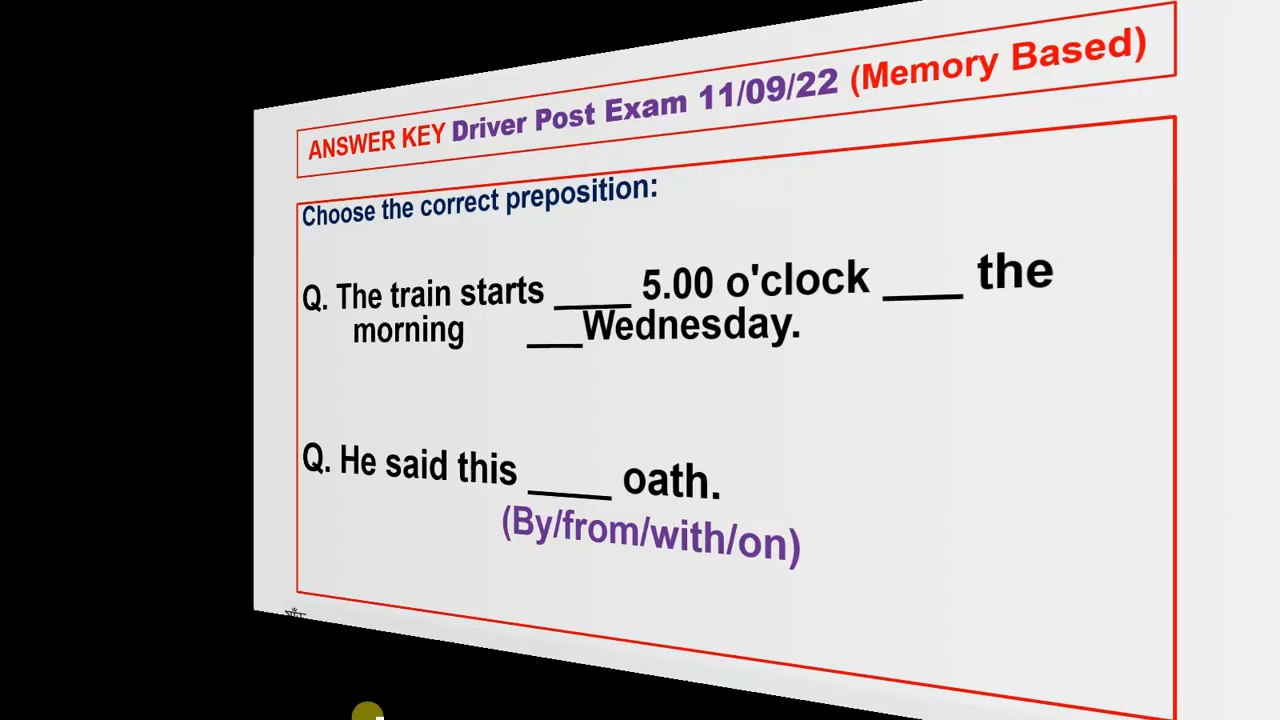 ANSWER KEY Driver Post Exam 11/09/22 (Memory Based)
Choose the correct preposition:
Q. The train starts ____ 5.00 o'clock ____ the
morning ___Wednesday.
Q. He said this ____ oath.
(By/from/with/on)